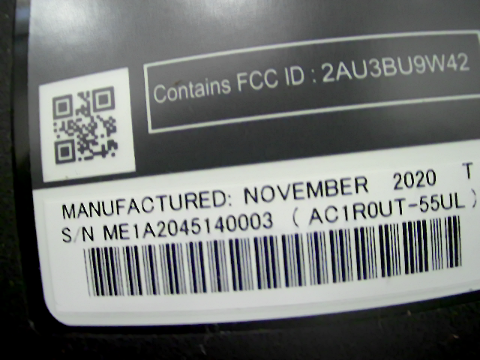 Contains FCC ID : 2AU3BU9W42
MANUFACTURED: NOVEMBER 2020 T
S/N ME1A2045140003 ( AC1R0UT-55UL )